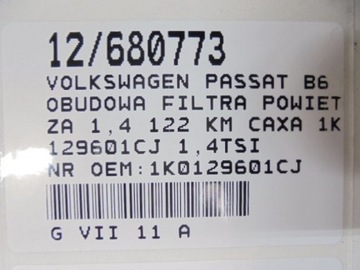 12/680773
VOLKSWAGEN PASSAT B6
OBUDOWA FILTRA POWIET
ZA 1,4 122 KM CAXA 1K
129601CJ 1,4TSI
NR OEM:1K0129601CJ
G VII 11 A